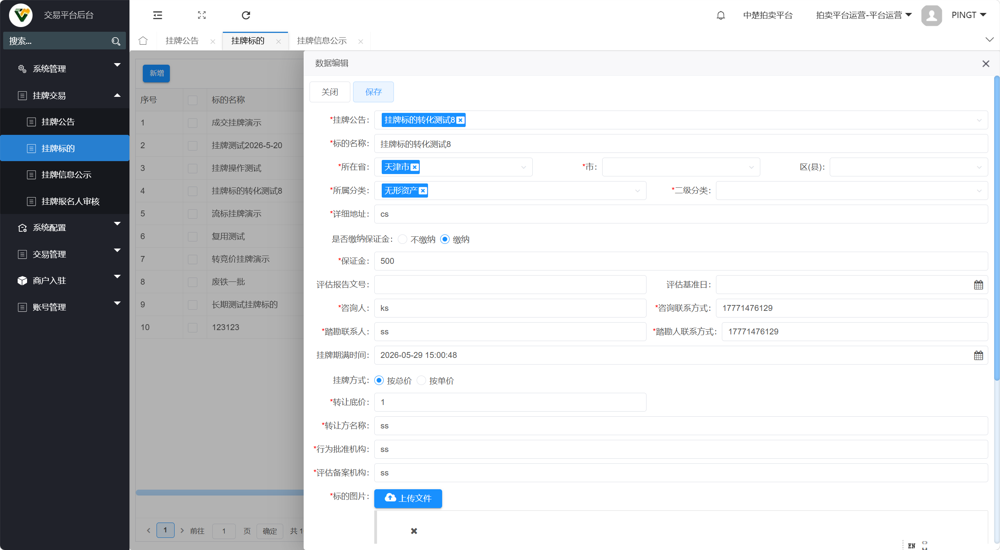 交易平台后台
中楚拍卖平台
拍卖平台运营-平台运营
PINGT
搜索...
挂牌公告
挂牌标的
挂牌信息公示
系统管理
挂牌交易
挂牌公告
挂牌标的
挂牌信息公示
挂牌报名人审核
系统配置
交易管理
商户入驻
账号管理
新增
序号 标的名称
1 成交挂牌演示
2 挂牌测试2026-5-20
3 挂牌操作测试
4 挂牌标的转化测试8
5 流标挂牌演示
6 复用测试
7 转竞价挂牌演示
8 废铁一批
9 长期测试挂牌标的
10 123123
1 前往 1 页 确定 共 1
数据编辑
关闭 保存
*挂牌公告: 挂牌标的转化测试8
*标的名称: 挂牌标的转化测试8
*所在省: 天津市 *市: 区(县):
*所属分类: 无形资产 *二级分类:
*详细地址: cs
是否缴纳保证金: 不缴纳 缴纳
*保证金: 500
评估报告文号: 评估基准日:
*咨询人: ks *咨询联系方式: 17771476129
*踏勘联系人: ss *踏勘人联系方式: 17771476129
挂牌期满时间: 2026-05-29 15:00:48
挂牌方式: 按总价 按单价
*转让底价: 1
*转让方名称: ss
*行为批准机构: ss
*评估备案机构: ss
*标的图片: 上传文件
EN